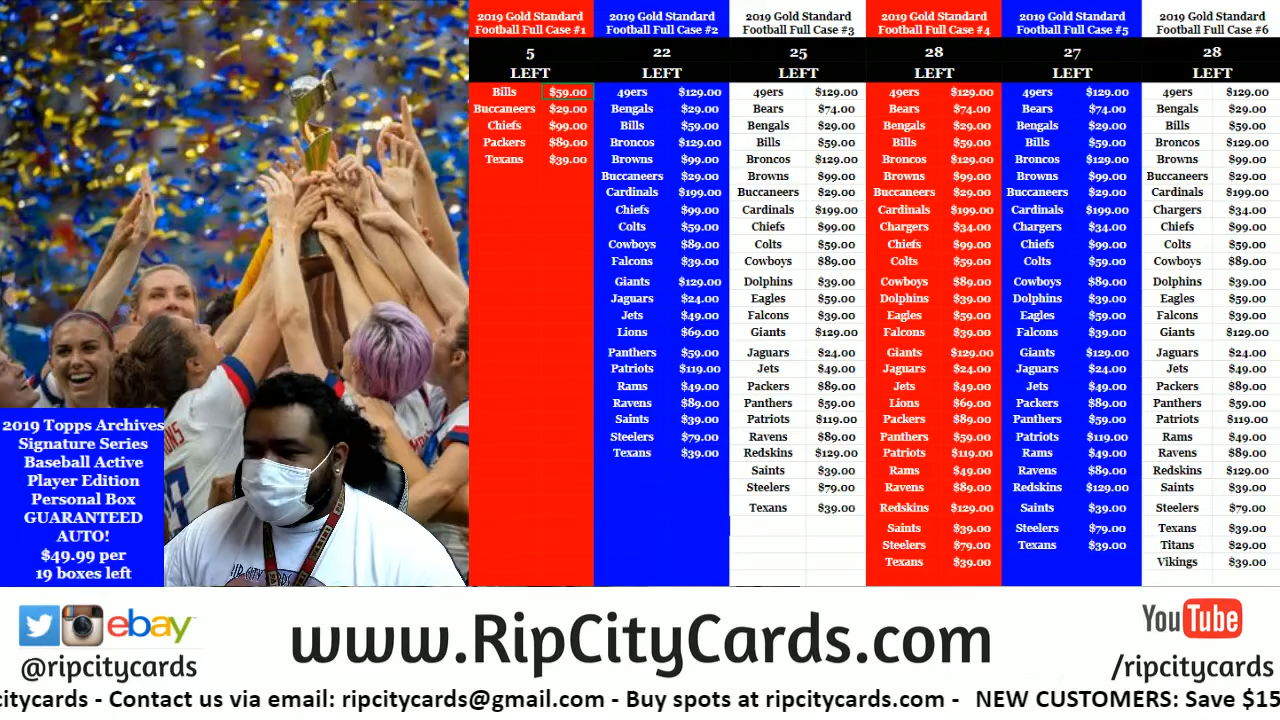 2019 Gold Standard
Football Full Case #1
5
LEFT
Bills $59.00
Buccaneers $29.00
Chiefs $99.00
Packers $89.00
Texans $39.00
2019 Gold Standard
Football Full Case #2
22
LEFT
49ers $129.00
Bengals $29.00
Bills $59.00
Broncos $129.00
Browns $99.00
Buccaneers $29.00
Cardinals $199.00
Chiefs $99.00
Colts $59.00
Cowboys $89.00
Falcons $39.00
Giants $129.00
Jaguars $24.00
Jets $49.00
Lions $69.00
Panthers $59.00
Patriots $119.00
Rams $49.00
Ravens $89.00
Saints $39.00
Steelers $79.00
Texans $39.00
2019 Gold Standard
Football Full Case #3
25
LEFT
49ers $129.00
Bears $74.00
Bengals $29.00
Bills $59.00
Broncos $129.00
Browns $99.00
Buccaneers $29.00
Cardinals $199.00
Chiefs $99.00
Colts $59.00
Cowboys $89.00
Dolphins $39.00
Eagles $59.00
Falcons $39.00
Giants $129.00
Jaguars $24.00
Jets $49.00
Packers $89.00
Panthers $59.00
Patriots $119.00
Ravens $89.00
Redskins $129.00
Saints $39.00
Steelers $79.00
Texans $39.00
2019 Gold Standard
Football Full Case #4
28
LEFT
49ers $129.00
Bears $74.00
Bengals $29.00
Bills $59.00
Broncos $129.00
Browns $99.00
Buccaneers $29.00
Cardinals $199.00
Chargers $34.00
Chiefs $99.00
Colts $59.00
Cowboys $89.00
Dolphins $39.00
Eagles $59.00
Falcons $39.00
Giants $129.00
Jaguars $24.00
Jets $49.00
Lions $69.00
Packers $89.00
Panthers $59.00
Patriots $119.00
Rams $49.00
Ravens $89.00
Redskins $129.00
Saints $39.00
Steelers $79.00
Texans $39.00
2019 Gold Standard
Football Full Case #5
27
LEFT
49ers $129.00
Bears $74.00
Bengals $29.00
Bills $59.00
Broncos $129.00
Browns $99.00
Buccaneers $29.00
Cardinals $199.00
Chargers $34.00
Chiefs $99.00
Colts $59.00
Cowboys $89.00
Dolphins $39.00
Eagles $59.00
Falcons $39.00
Giants $129.00
Jaguars $24.00
Jets $49.00
Packers $89.00
Panthers $59.00
Patriots $119.00
Rams $49.00
Ravens $89.00
Redskins $129.00
Saints $39.00
Steelers $79.00
Texans $39.00
2019 Gold Standard
Football Full Case #6
28
LEFT
49ers $129.00
Bengals $29.00
Bills $59.00
Broncos $129.00
Browns $99.00
Buccaneers $29.00
Cardinals $199.00
Chargers $34.00
Chiefs $99.00
Colts $59.00
Cowboys $89.00
Dolphins $39.00
Eagles $59.00
Falcons $39.00
Giants $129.00
Jaguars $24.00
Jets $49.00
Packers $89.00
Panthers $59.00
Patriots $119.00
Rams $49.00
Ravens $89.00
Redskins $129.00
Saints $39.00
Steelers $79.00
Texans $39.00
Titans $29.00
Vikings $39.00
2019 Topps Archives
Signature Series
Baseball Active
Player Edition
Personal Box
GUARANTEED
AUTO!
$49.99 per
19 boxes left
RIP CITY CARDS
ebay
@ripcitycards
www.RipCityCards.com
YouTube
/ripcitycards
citycards - Contact us via email: ripcitycards@gmail.com - Buy spots at ripcitycards.com - NEW CUSTOMERS: Save $15